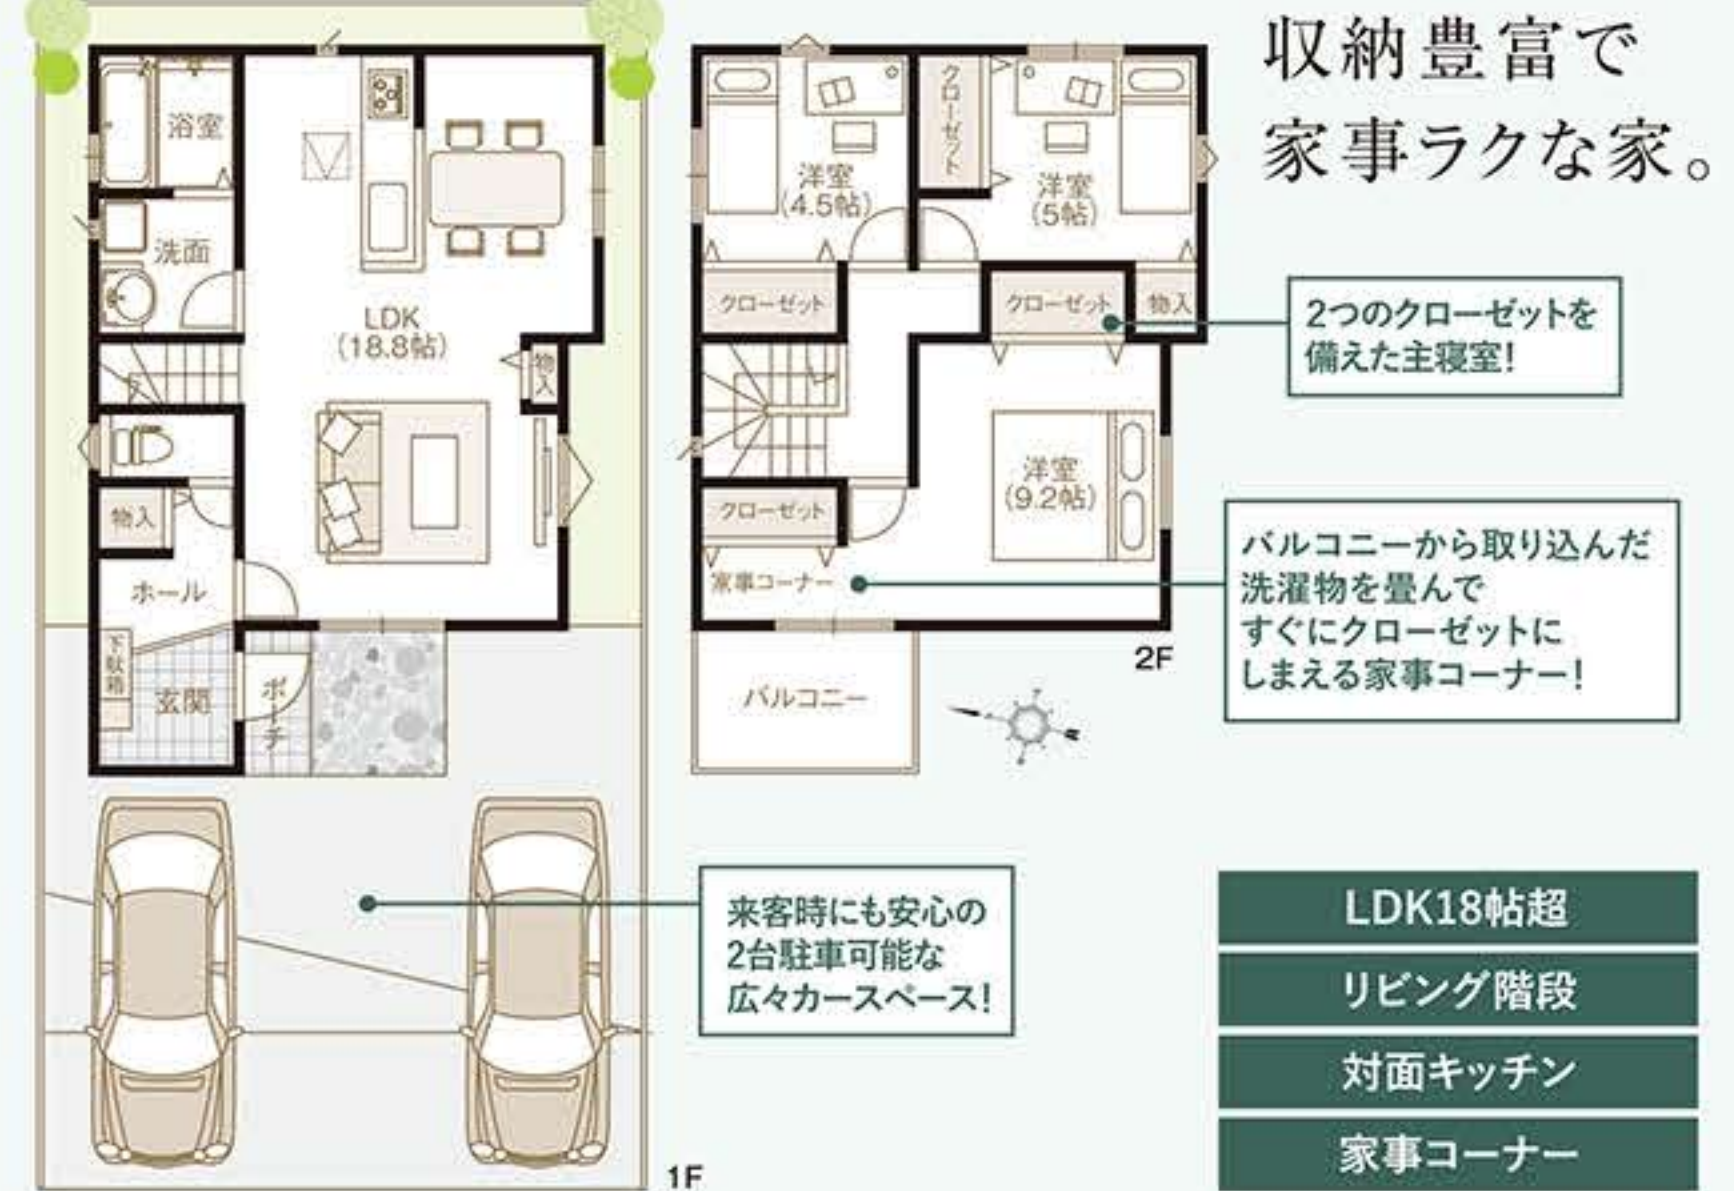 収納豊富で
家事ラクな家。
浴室
洗面
LDK
(18.8帖)
物入
物入
ホール
下駄箱
玄関
ポーチ
1F
洋室
(4.5帖)
クローゼット
洋室
(5帖)
クローゼット
クローゼット
物入
洋室
(9.2帖)
クローゼット
家事コーナー
バルコニー
2F
2つのクローゼットを
備えた主寝室!
バルコニーから取り込んだ
洗濯物を畳んで
すぐにクローゼットに
しまえる家事コーナー!
来客時にも安心の
2台駐車可能な
広々カースペース!
LDK18帖超
リビング階段
対面キッチン
家事コーナー